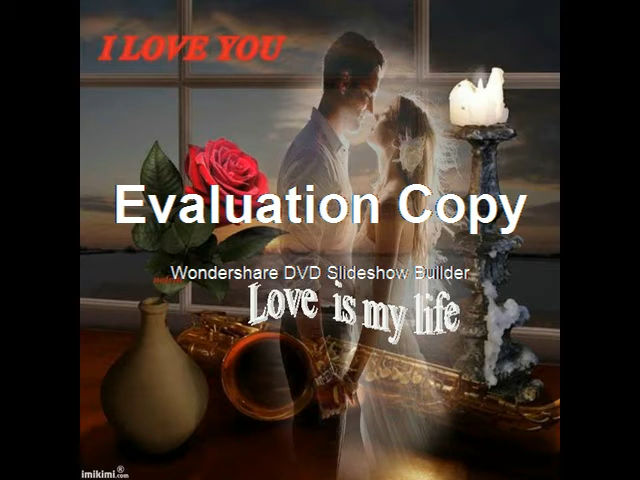 I LOVE YOU
Evaluation Copy
Wondershare DVD Slideshow Builder
Love is my life
imikimi.com®